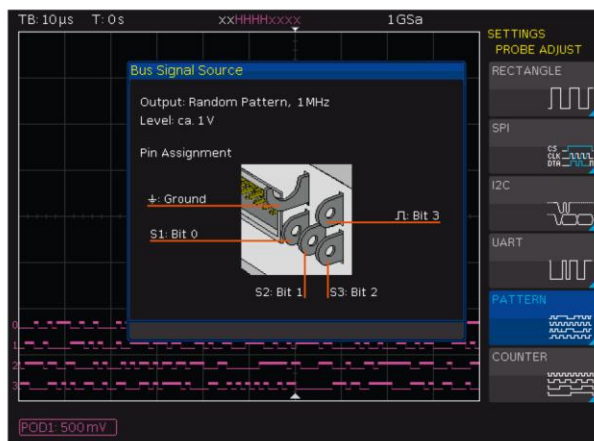 TB: 10µs T: 0s xxHHHHxxxx 1GSa
SETTINGS
PROBE ADJUST
RECTANGLE
SPI
CS
CLK
DTA
I2C
UART
PATTERN
COUNTER
Bus Signal Source
Output: Random Pattern, 1MHz
Level: ca. 1V
Pin Assignment
⏚: Ground
⎍: Bit 3
S1: Bit 0
S2: Bit 1 S3: Bit 2
0
1
2
3
POD1: 500mV